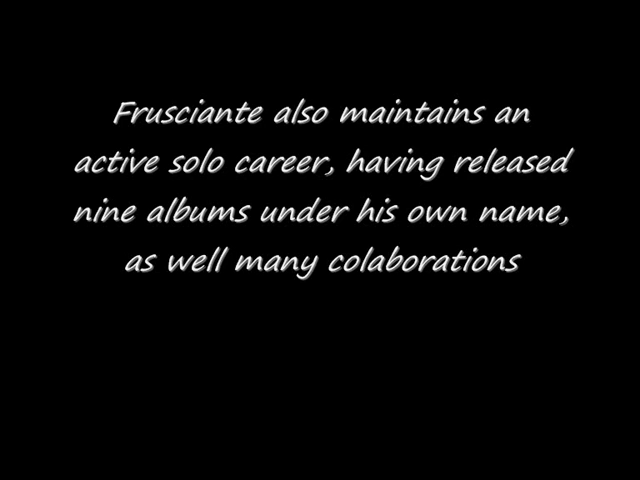 Frusciante also maintains an
active solo career, having released
nine albums under his own name,
as well many colaborations